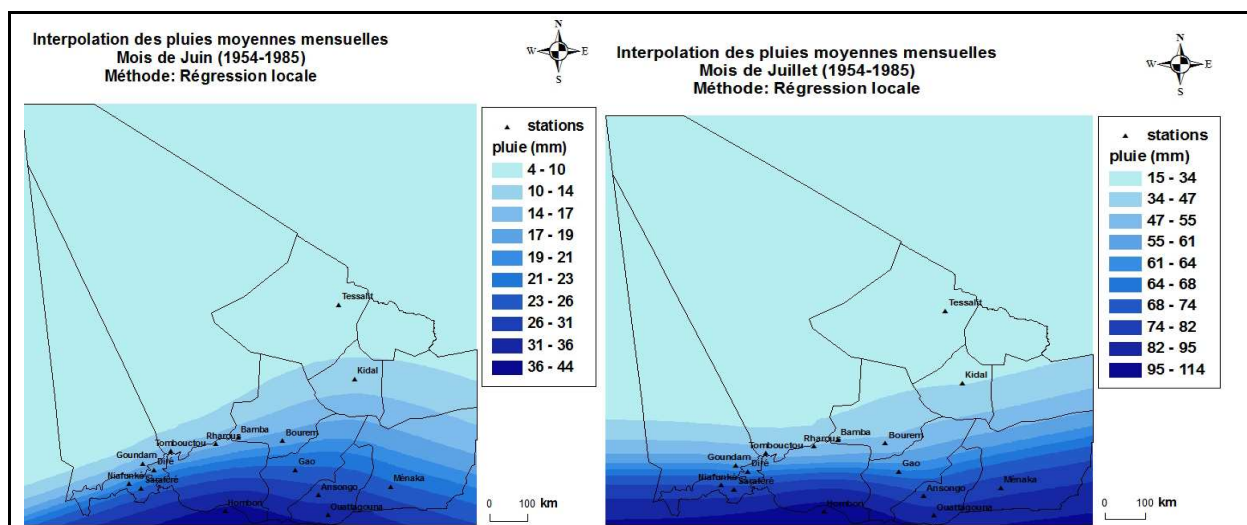 Interpolation des pluies moyennes mensuelles
Mois de Juin (1954-1985)
Méthode: Régression locale
N
W E
S
stations
pluie (mm)
4 - 10
10 - 14
14 - 17
17 - 19
19 - 21
21 - 23
23 - 26
26 - 31
31 - 36
36 - 44
Tessalit
Kidal
Bamba
Rharous
Bourem
Tombouctou
Goundam
Diré
Gao
Saraféré
Ménaka
Ansongo
Hombori
Ouattagouna
0 100 km
Interpolation des pluies moyennes mensuelles
Mois de Juillet (1954-1985)
Méthode: Régression locale
N
W E
S
stations
pluie (mm)
15 - 34
34 - 47
47 - 55
55 - 61
61 - 64
64 - 68
68 - 74
74 - 82
82 - 95
95 - 114
Tessalit
Kidal
Bamba
Rharous
Bourem
Tombouctou
Goundam
Diré
Gao
Niafunké
Saraféré
Ménaka
Ansongo
Hombori
Ouattagouna
0 100 km